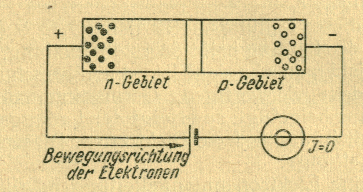 + −
n-Gebiet p-Gebiet
J=0
Bewegungsrichtung
der Elektronen